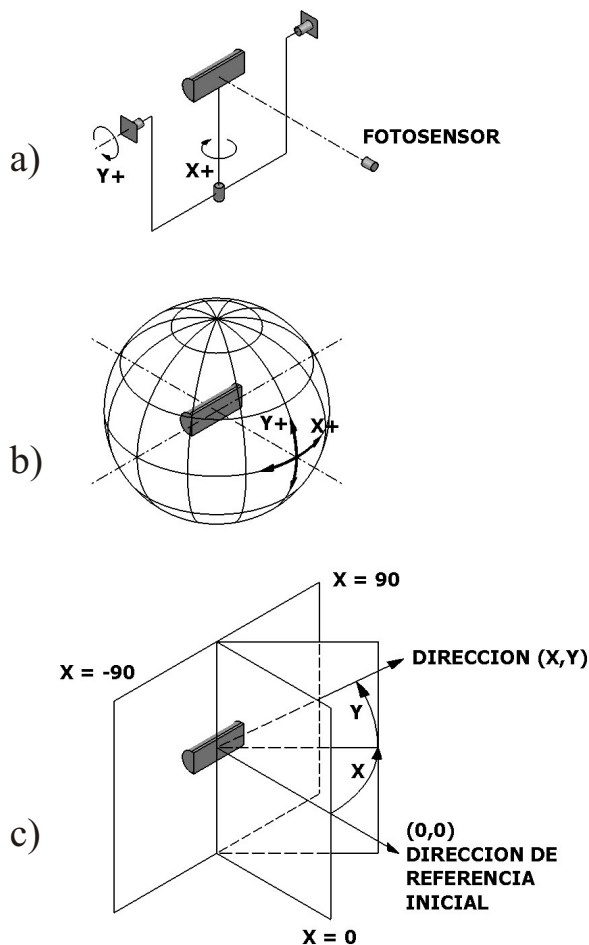 a)
FOTOSENSOR
Y+
X+
b)
Y+
X+
c)
X = 90
X = -90
DIRECCION (X,Y)
Y
X
(0,0)
DIRECCION DE
REFERENCIA
INICIAL
X = 0